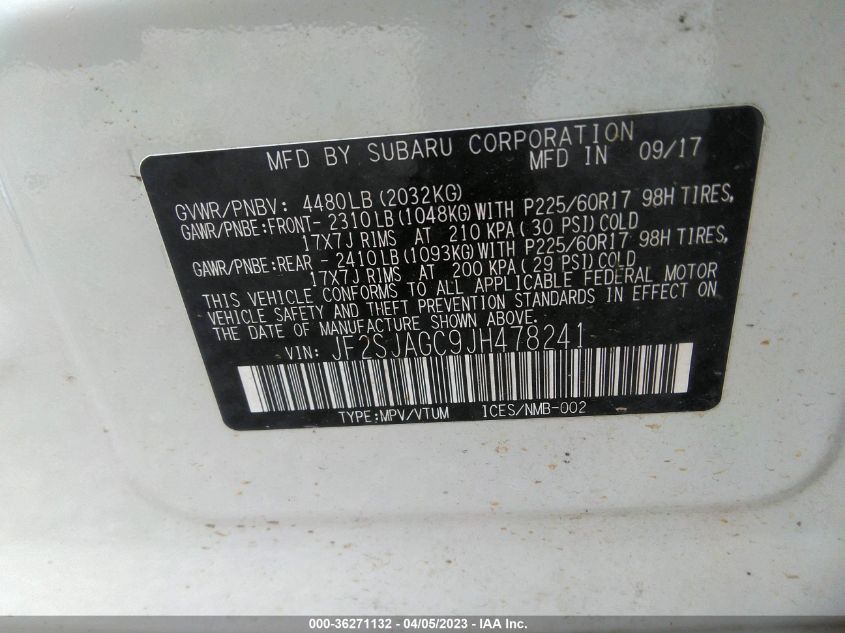 MFD BY SUBARU CORPORATION
MFD IN 09/17
GVWR/PNBV: 4480LB (2032KG)
GAWR/PNBE:FRONT- 2310LB (1048KG) WITH P225/60R17 98H TIRES,
17X7J RIMS AT 210 KPA( 30 PSI) COLD
GAWR/PNBE:REAR - 2410LB (1093KG) WITH P225/60R17 98H TIRES,
17X7J RIMS AT 200 KPA( 29 PSI) COLD
THIS VEHICLE CONFORMS TO ALL APPLICABLE FEDERAL MOTOR
VEHICLE SAFETY AND THEFT PREVENTION STANDARDS IN EFFECT ON
THE DATE OF MANUFACTURE SHOWN ABOVE.
VIN: JF2SJAGC9JH478241
TYPE:MPV/VTUM ICES/NMB-002
000-36271132 - 04/05/2023 - IAA Inc.